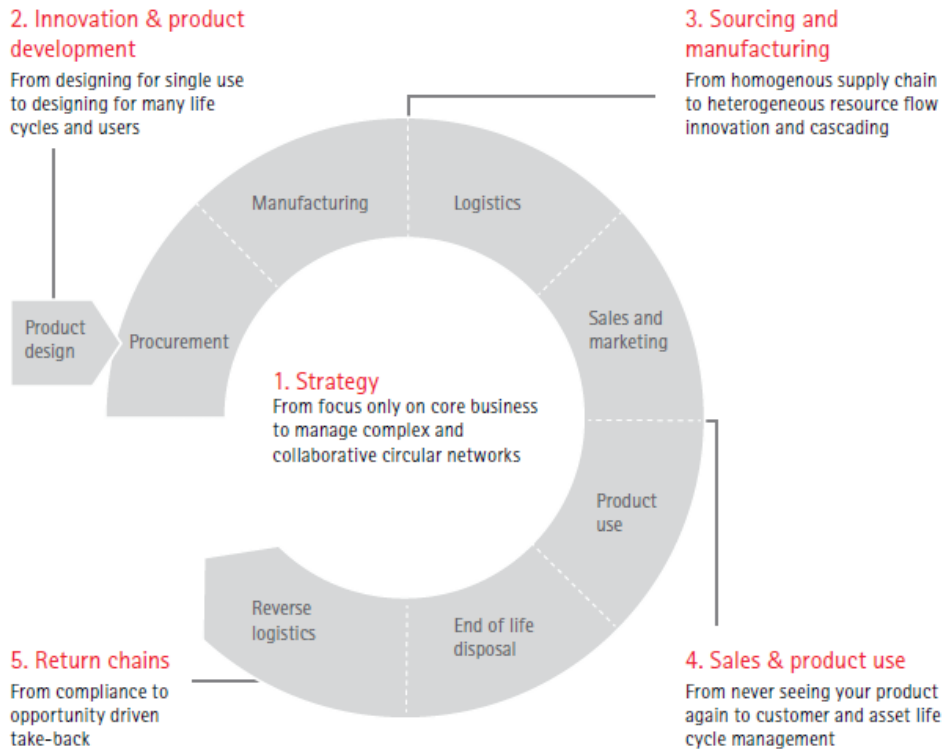 2. Innovation & product
development
From designing for single use
to designing for many life
cycles and users
3. Sourcing and
manufacturing
From homogenous supply chain
to heterogeneous resource flow
innovation and cascading
Manufacturing
Logistics
Product
design
Procurement
Sales and
marketing
1. Strategy
From focus only on core business
to manage complex and
collaborative circular networks
Product
use
Reverse
logistics
End of life
disposal
5. Return chains
From compliance to
opportunity driven
take-back
4. Sales & product use
From never seeing your product
again to customer and asset life
cycle management